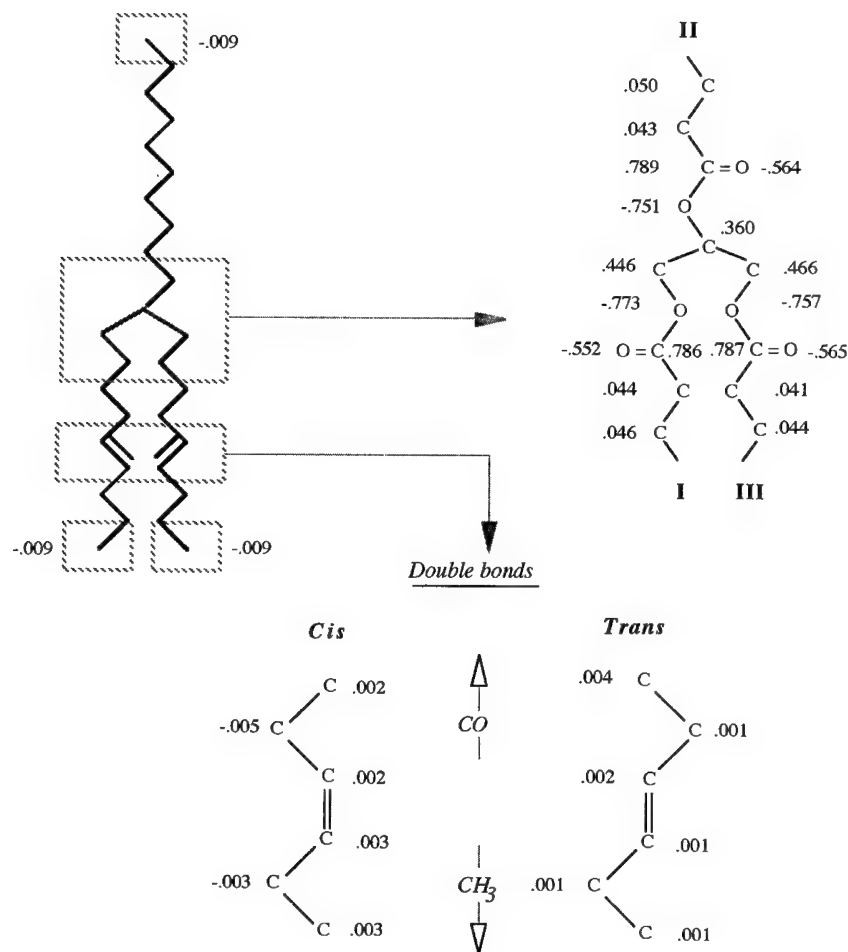 -.009
II
.050 C
.043 C
.789 C = O -.564
-.751 O
.360
C
.446 C C .466
-.773 O O -.757
-.552 O = C .786 .787 C = O -.565
.044 C C .041
.046 C C .044
I III
-.009 -.009
Double bonds
Cis Trans
C .002 .004 C
-.005 C CO C .001
C .002 .002 C
C .003 C .001
-.003 C CH3 .001 C
C .003 C .001